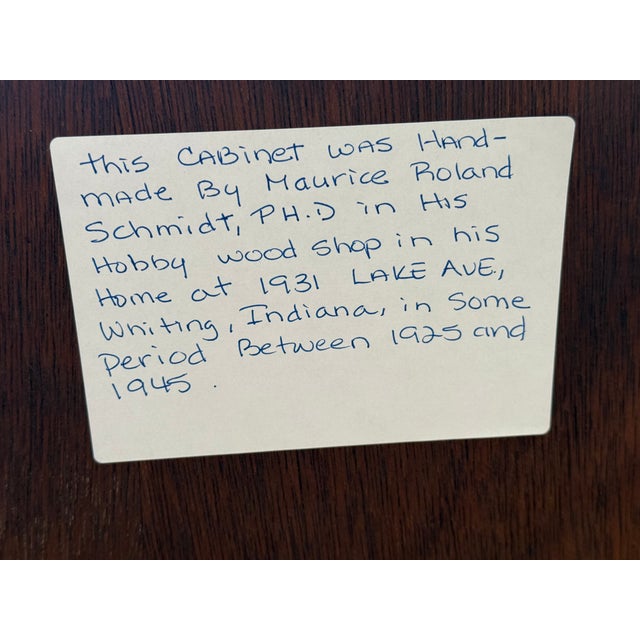 this CABinet was Hand-
made By Maurice Roland
Schmidt, PH.D in His
Hobby wood shop in his
Home at 1931 LAKE AVE,
Whiting, Indiana, in Some
period Between 1925 and
1945.